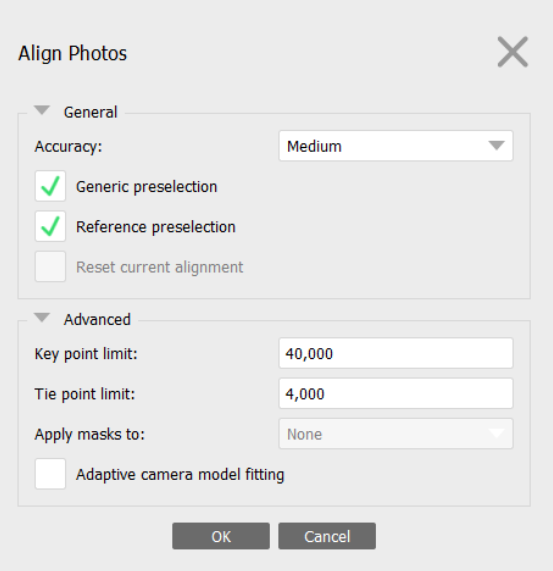 Align Photos
General
Accuracy: Medium
Generic preselection
Reference preselection
Reset current alignment
Advanced
Key point limit: 40,000
Tie point limit: 4,000
Apply masks to: None
Adaptive camera model fitting
OK Cancel